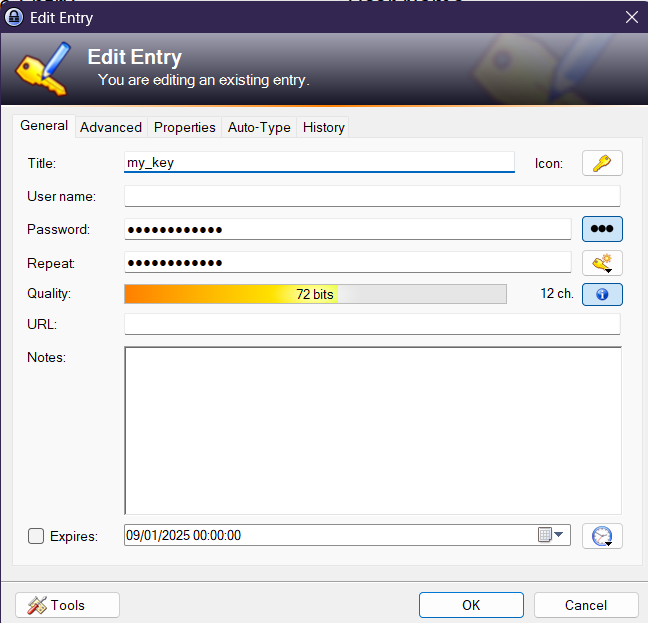 Edit Entry
Edit Entry
You are editing an existing entry.
General Advanced Properties Auto-Type History
Title: my_key Icon:
User name:
Password: ●●●●●●●●●●●●
Repeat: ●●●●●●●●●●●●
Quality: 72 bits 12 ch.
URL:
Notes:
Expires: 09/01/2025 00:00:00
Tools OK Cancel